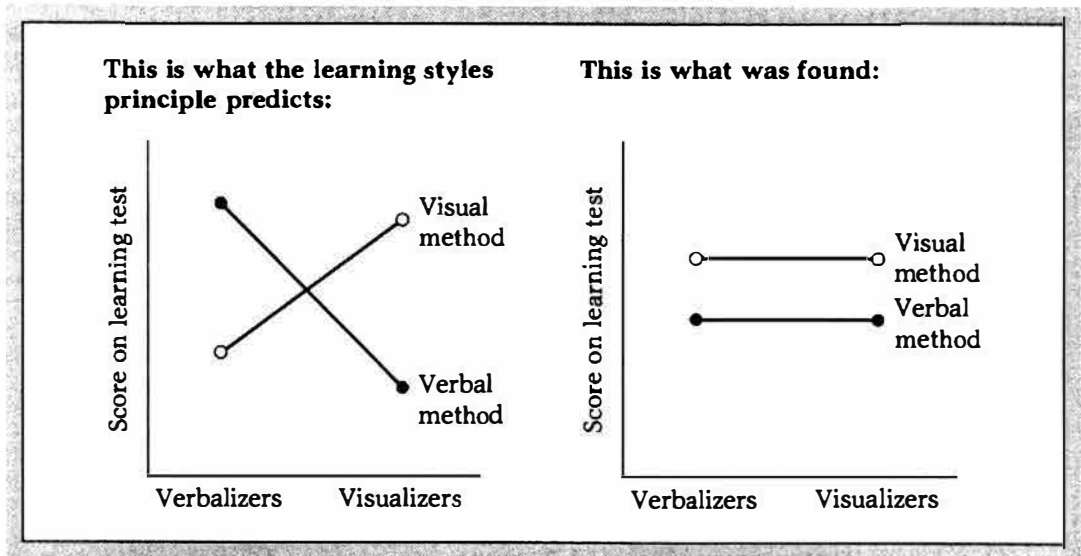 This is what the learning styles
principle predicts:
Score on learning test
Visual
method
Verbal
method
Verbalizers
Visualizers
This is what was found:
Score on learning test
Visual
method
Verbal
method
Verbalizers
Visualizers